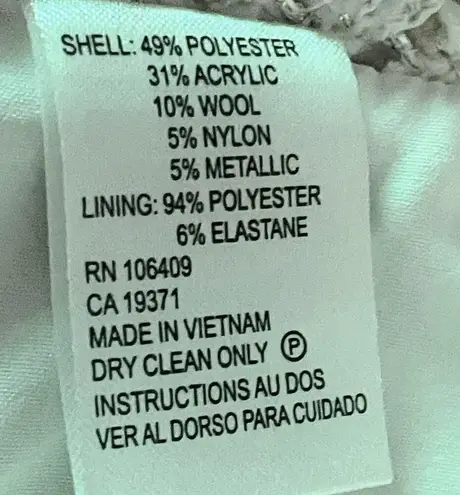 SHELL: 49% POLYESTER
31% ACRYLIC
10% WOOL
5% NYLON
5% METALLIC
LINING: 94% POLYESTER
6% ELASTANE
RN 106409
CA 19371
MADE IN VIETNAM
DRY CLEAN ONLY Ⓟ
INSTRUCTIONS AU DOS
VER AL DORSO PARA CUIDADO